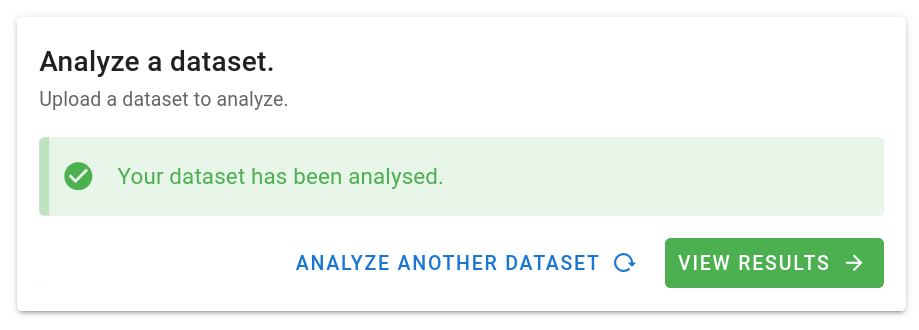 Analyze a dataset.
Upload a dataset to analyze.
Your dataset has been analysed.
ANALYZE ANOTHER DATASET
VIEW RESULTS